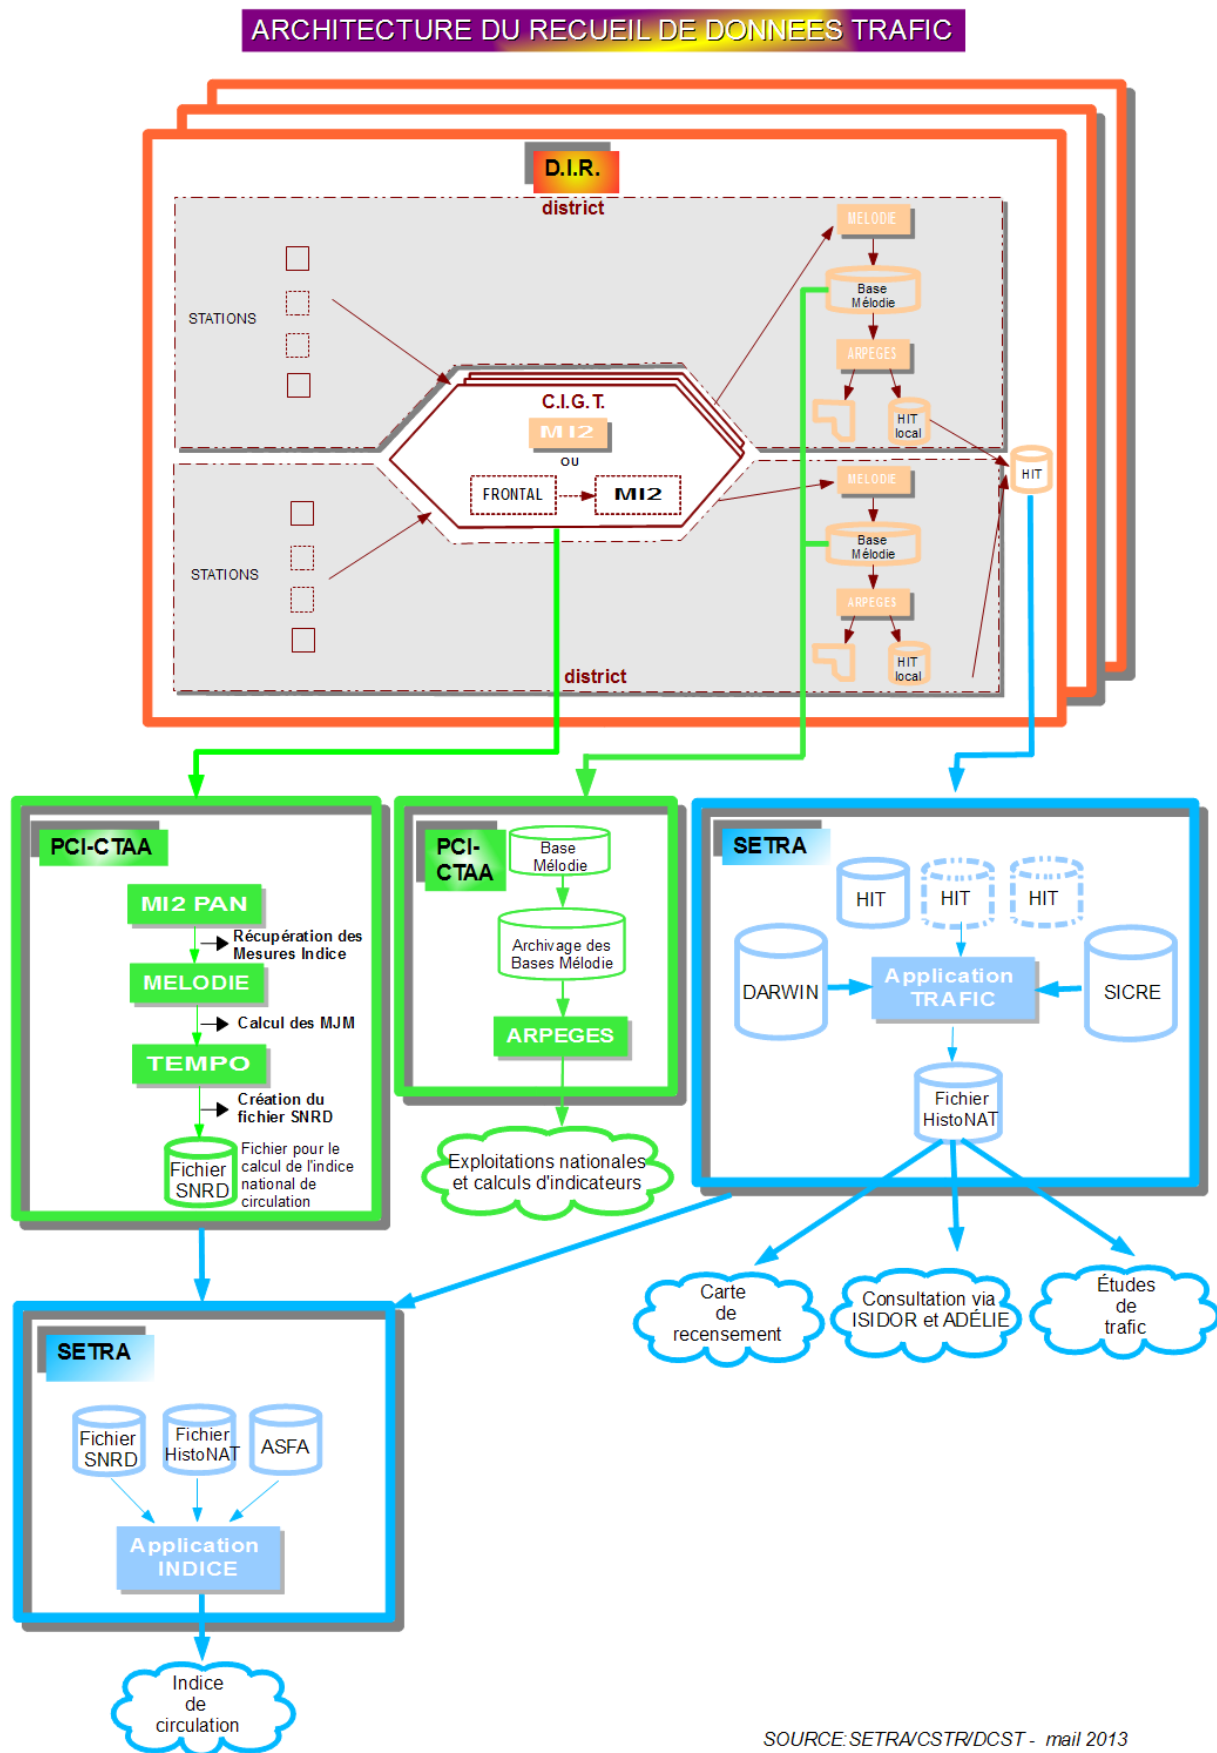 ARCHITECTURE DU RECUEIL DE DONNEES TRAFIC
D.I.R.
district
MELODIE
STATIONS
Base
Mélodie
ARPEGES
HIT
local
C.I.G.T.
MI2
OU
FRONTAL
MI2
HIT
MELODIE
STATIONS
Base
Mélodie
ARPEGES
HIT
local
district
PCI-CTAA
MI2 PAN
Récupération des
Mesures Indice
MELODIE
Calcul des MJM
TEMPO
Création du
fichier SNRD
Fichier
SNRD
Fichier pour le
calcul de l'indice
national de
circulation
PCI-
CTAA
Base
Mélodie
Archivage des
Bases Mélodie
ARPEGES
Exploitations nationales
et calculs d'indicateurs
SETRA
HIT
HIT
HIT
DARWIN
Application
TRAFIC
SICRE
Fichier
HistoNAT
Carte
de
recensement
Consultation via
ISIDOR et ADÉLIE
Études
de
trafic
SETRA
Fichier
SNRD
Fichier
HistoNAT
ASFA
Application
INDICE
Indice
de
circulation
SOURCE:SETRA/CSTR/DCST - mail 2013